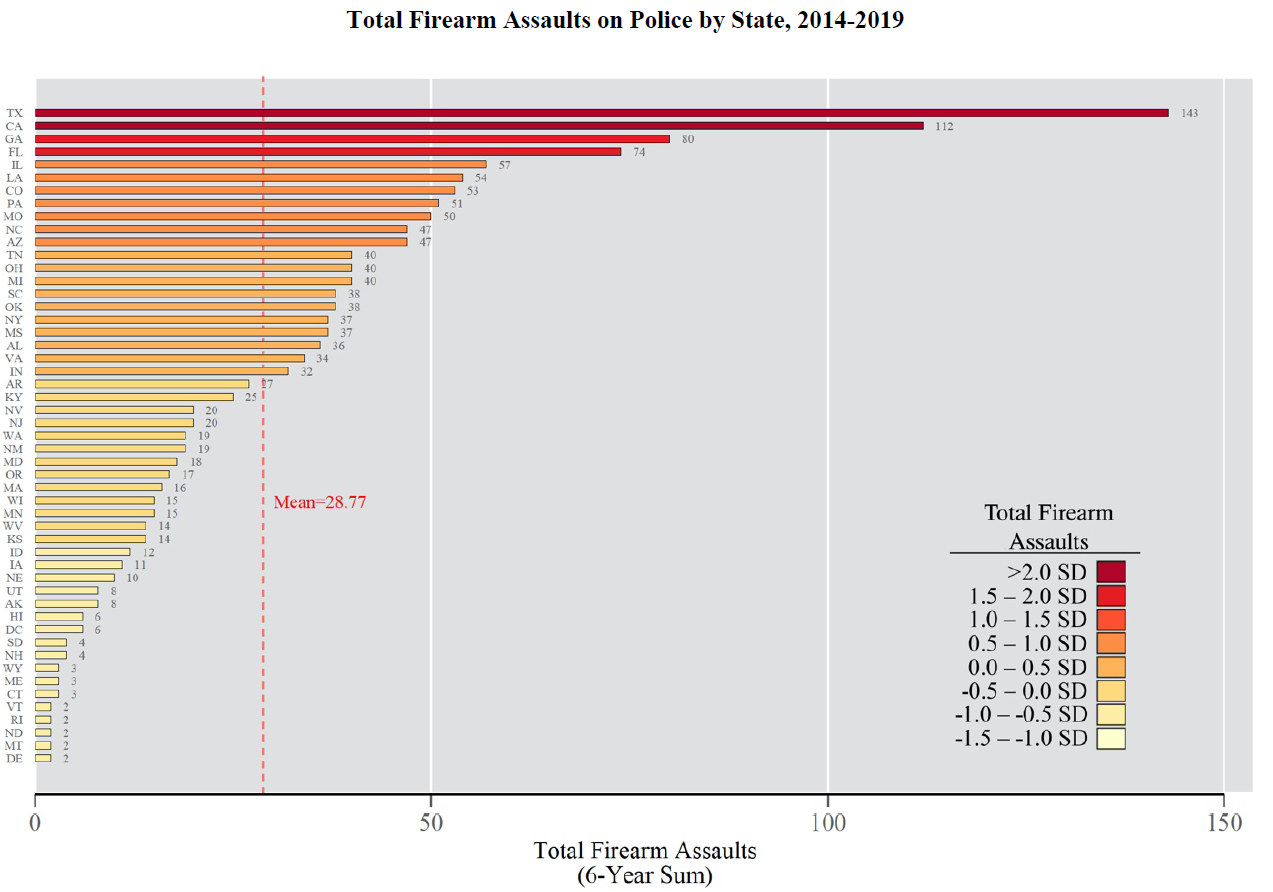 Total Firearm Assaults on Police by State, 2014-2019
TX 143
CA 112
GA 80
FL 74
IL 57
LA 54
CO 53
PA 51
MO 50
NC 47
AZ 47
TN 40
OH 40
MI 40
SC 38
OK 38
NY 37
MS 37
AL 36
VA 34
IN 32
AR 27
KY 25
NV 20
NJ 20
WA 19
NM 19
MD 18
OR 17
MA 16
WI 15
Mean=28.77
MN 15
WV 14
KS 14
ID 12
IA 11
NE 10
UT 8
AK 8
HI 6
DC 6
SD 4
NH 4
WY 3
ME 3
CT 3
VT 2
RI 2
ND 2
MT 2
DE 2
Total Firearm
Assaults
>2.0 SD
1.5 – 2.0 SD
1.0 – 1.5 SD
0.5 – 1.0 SD
0.0 – 0.5 SD
-0.5 – 0.0 SD
-1.0 – -0.5 SD
-1.5 – -1.0 SD
0 50 100 150
Total Firearm Assaults
(6-Year Sum)